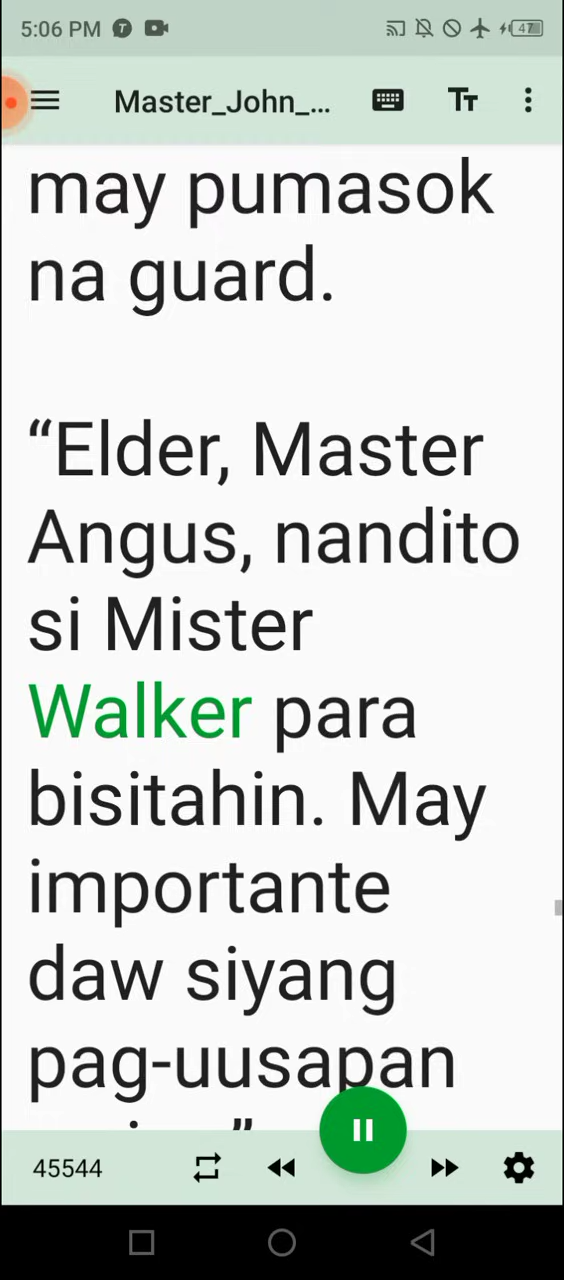 5:06 PM
47
Master_John_...
may pumasok
na guard.
“Elder, Master
Angus, nandito
si Mister
Walker para
bisitahin. May
importante
daw siyang
pag-uusapan
45544